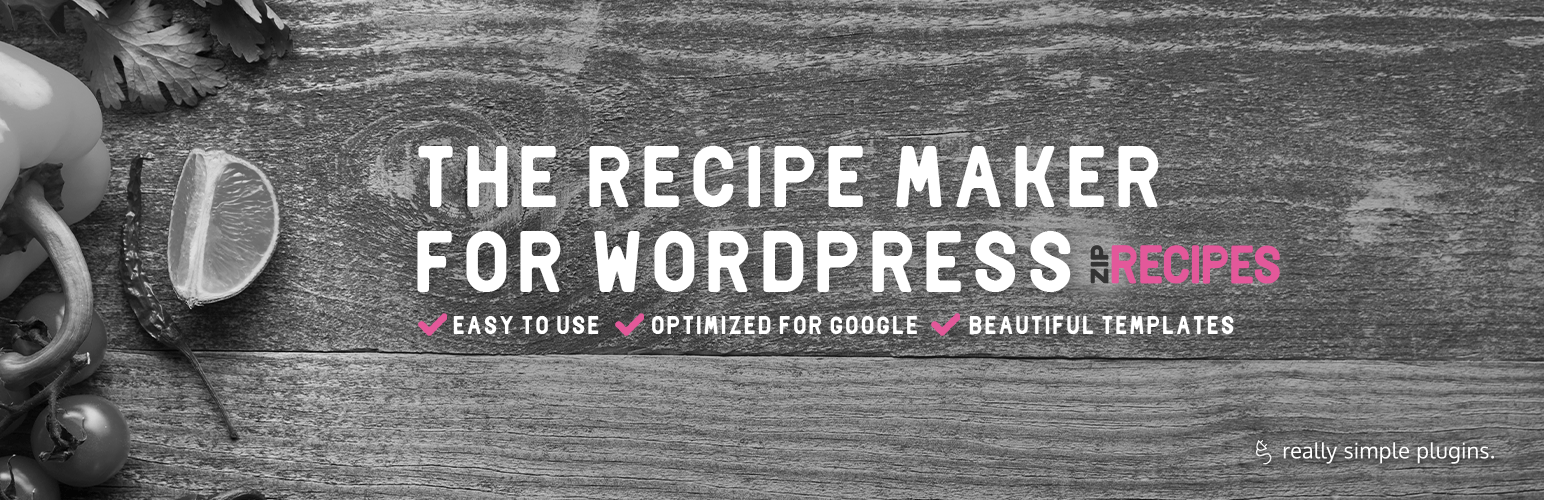 THE RECIPE MAKER
FOR WORDPRESS ZIP RECIPES
EASY TO USE OPTIMIZED FOR GOOGLE BEAUTIFUL TEMPLATES
really simple plugins.